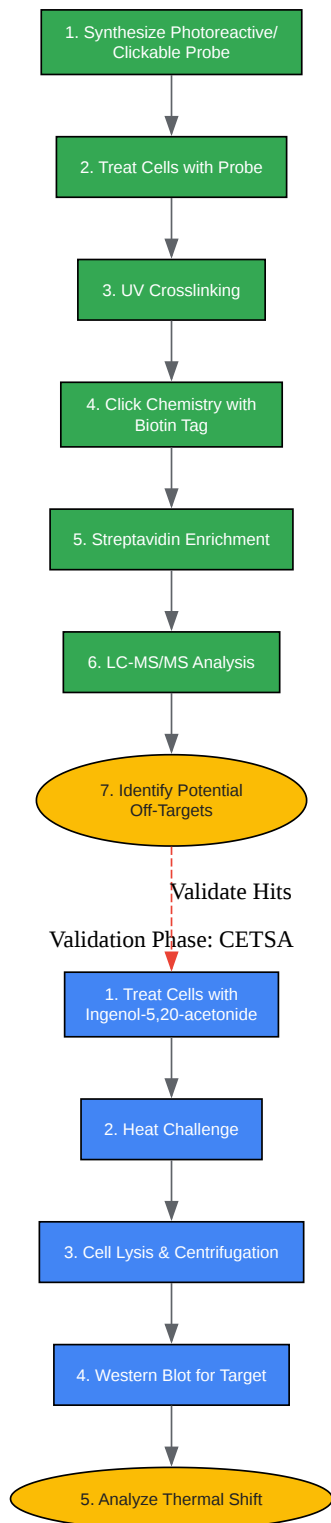 1. Synthesize Photoreactive/
Clickable Probe
2. Treat Cells with Probe
3. UV Crosslinking
4. Click Chemistry with
Biotin Tag
5. Streptavidin Enrichment
6. LC-MS/MS Analysis
7. Identify Potential
Off-Targets
Validate Hits
Validation Phase: CETSA
1. Treat Cells with
Ingenol-5,20-acetonide
2. Heat Challenge
3. Cell Lysis & Centrifugation
4. Western Blot for Target
5. Analyze Thermal Shift